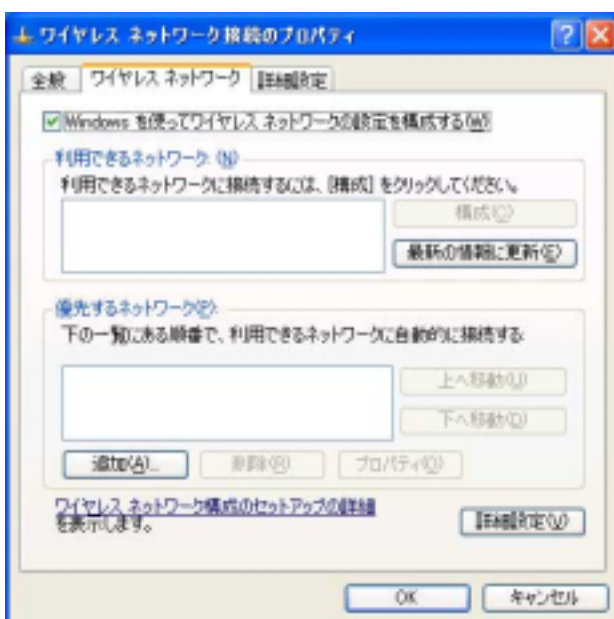 ワイヤレス ネットワーク接続のプロパティ
全般 ワイヤレス ネットワーク 詳細設定
Windows を使ってワイヤレス ネットワークの設定を構成する(W)
利用できるネットワーク(N)
利用できるネットワークに接続するには、[構成] をクリックしてください。
構成(C)
最新の情報に更新(E)
優先するネットワーク(P):
下の一覧にある順番で、利用できるネットワークに自動的に接続する:
上へ移動(U)
下へ移動(D)
追加(A)... 削除(R) プロパティ(O)
ワイヤレス ネットワーク構成のセットアップの詳細
を表示します。
詳細設定(V)
OK キャンセル